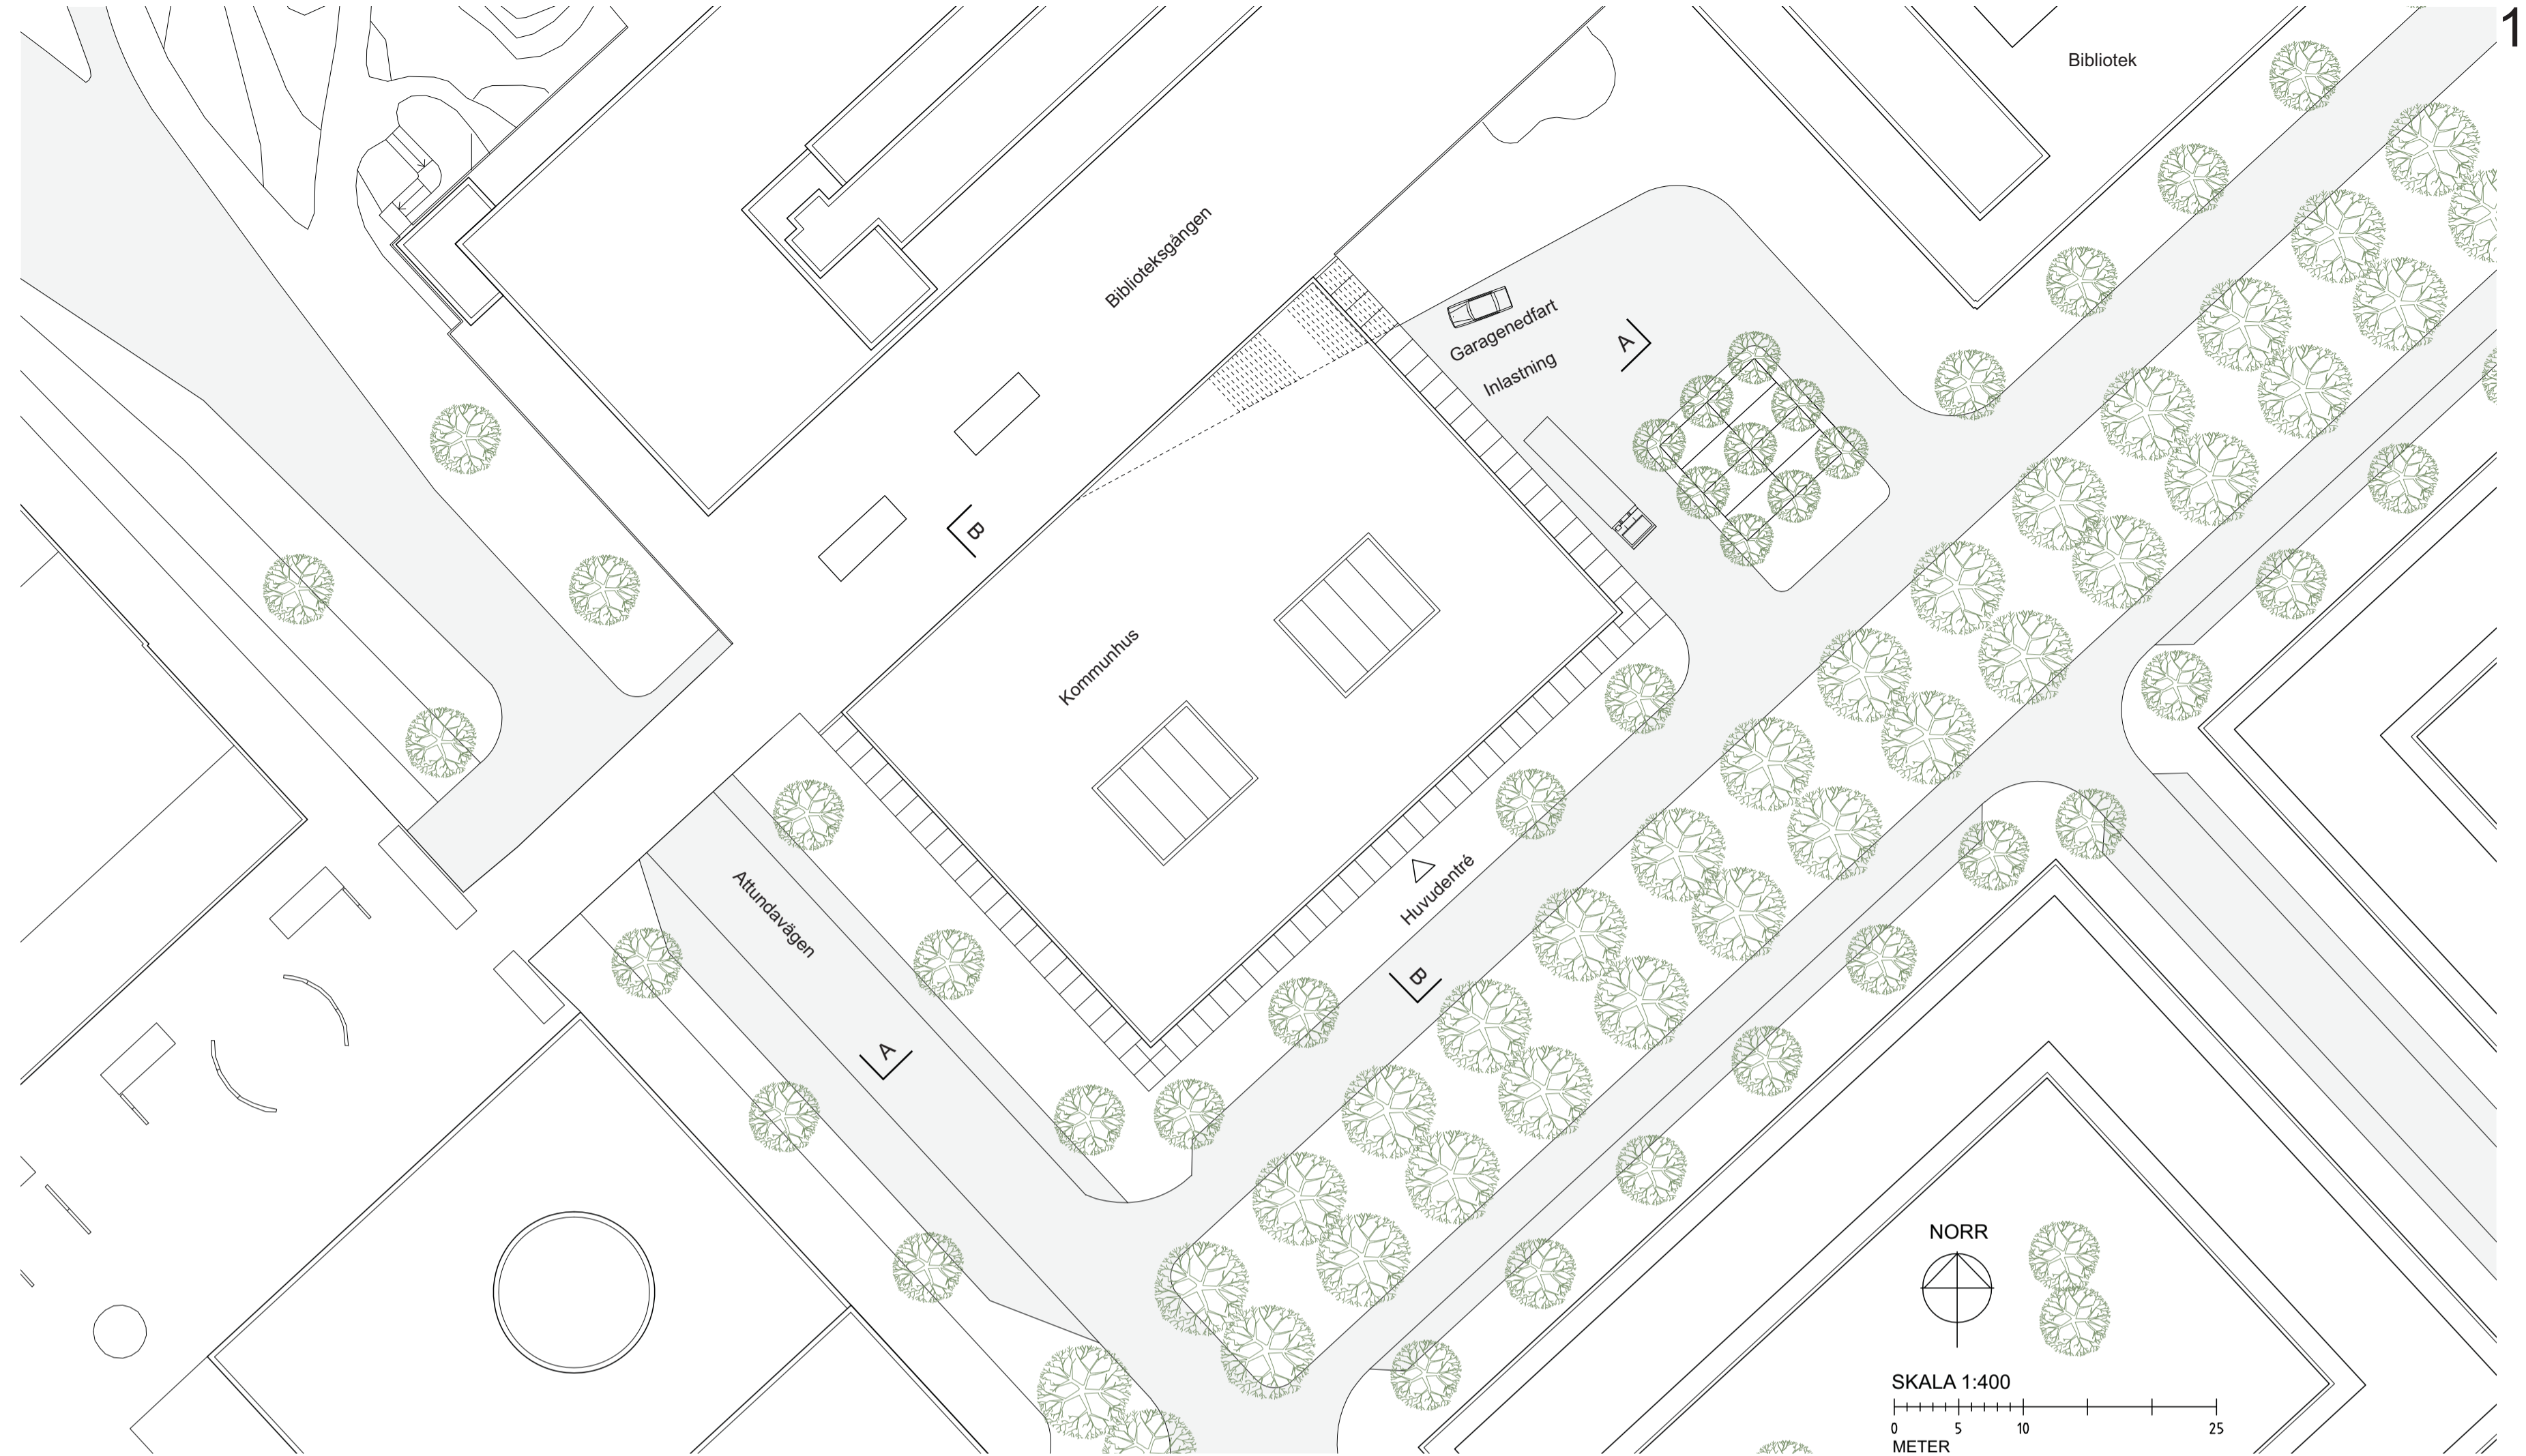 1
Bibliotek
Biblioteksgången
Garagenedfart
Inlastning
A
B
Kommunhus
Huvudentré
Attundavägen
B
A
NORR
SKALA 1:400
0 5 10 25
METER